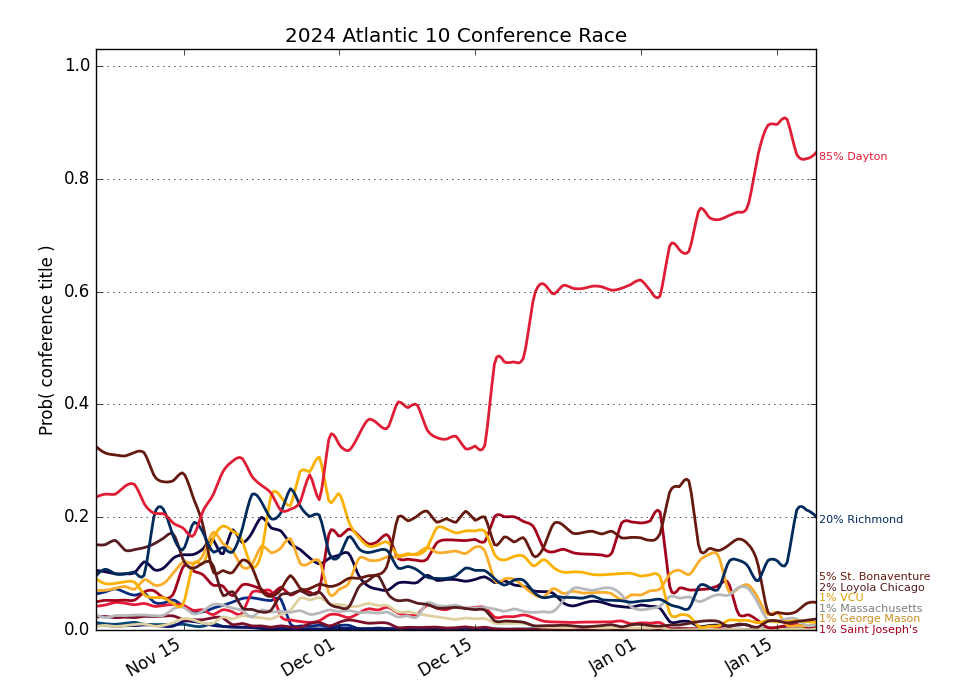 2024 Atlantic 10 Conference Race
Prob( conference title )
1.0
0.8
0.6
0.4
0.2
0.0
Nov 15
Dec 01
Dec 15
Jan 01
Jan 15
85% Dayton
20% Richmond
5% St. Bonaventure
2% Loyola Chicago
1% VCU
1% Massachusetts
1% George Mason
1% Saint Joseph's